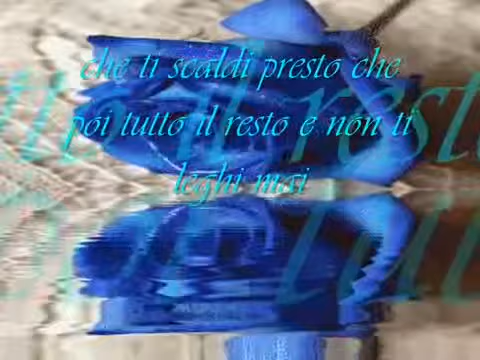 che ti scaldi presto che
poi tutto il resto e non ti
leghi mai